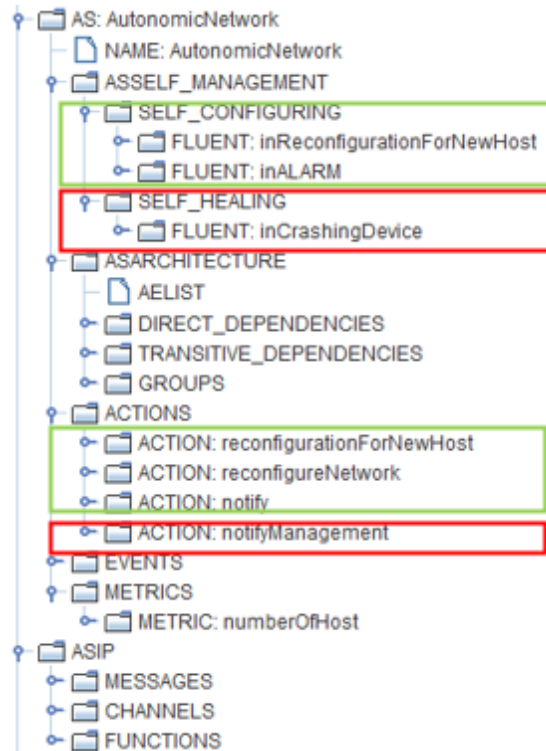 AS: AutonomicNetwork
NAME: AutonomicNetwork
ASSELF_MANAGEMENT
SELF_CONFIGURING
FLUENT: inReconfigurationForNewHost
FLUENT: inALARM
SELF_HEALING
FLUENT: inCrashingDevice
ASARCHITECTURE
AELIST
DIRECT_DEPENDENCIES
TRANSITIVE_DEPENDENCIES
GROUPS
ACTIONS
ACTION: reconfigurationForNewHost
ACTION: reconfigureNetwork
ACTION: notify
ACTION: notifyManagement
EVENTS
METRICS
METRIC: numberOfHost
ASIP
MESSAGES
CHANNELS
FUNCTIONS